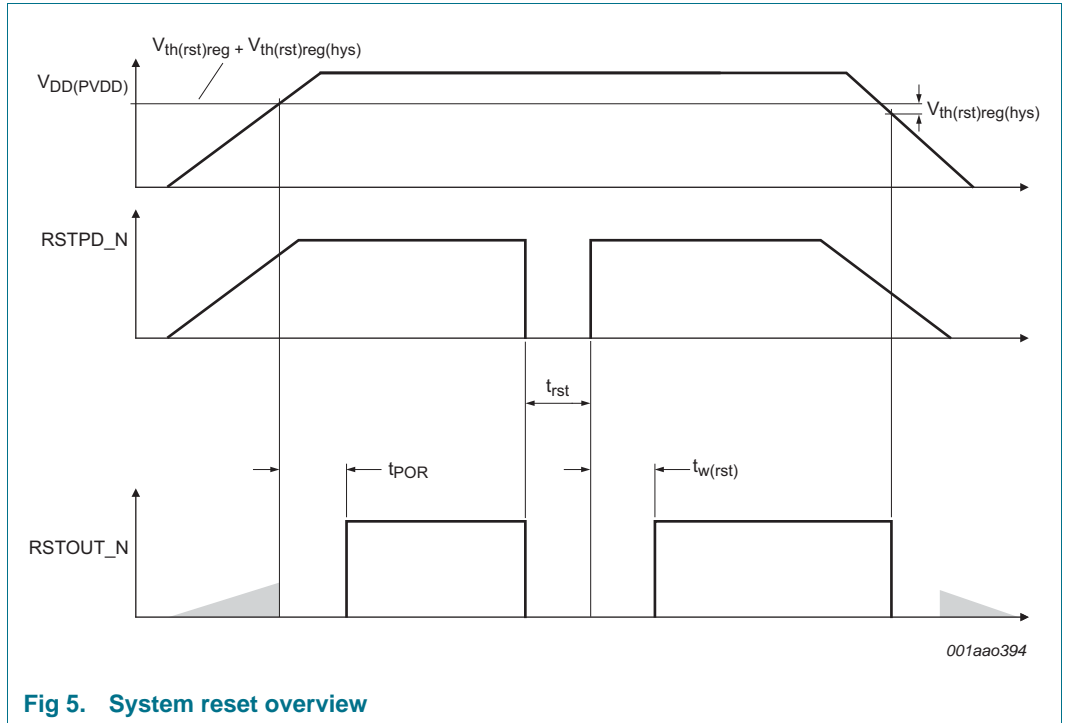 Vth(rst)reg + Vth(rst)reg(hys)
VDD(PVDD)
Vth(rst)reg(hys)
RSTPD_N
trst
tPOR
tw(rst)
RSTOUT_N
001aao394
Fig 5. System reset overview